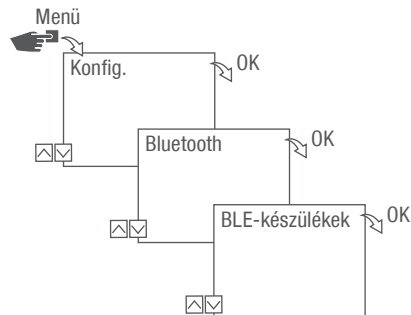 Menü
Konfig.
OK
Bluetooth
OK
BLE-készülékek
OK